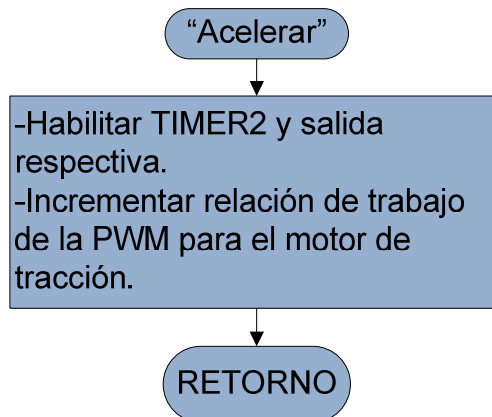 “Acelerar”
-Habilitar TIMER2 y salida
respectiva.
-Incrementar relación de trabajo
de la PWM para el motor de
tracción.
RETORNO